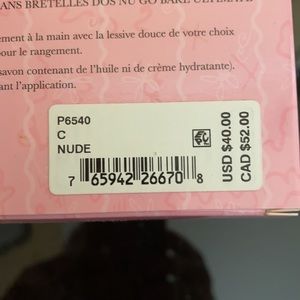 ANS BRETELLES DOS NU GO BARE ULTIMATE
ement à la main avec la lessive douce de votre choix
our le rangement.
savon contenant de l'huile ni de crème hydratante).
ant l'application.
P6540
C
NUDE
USD $40.00
CAD $52.00
7 65942 26670 8